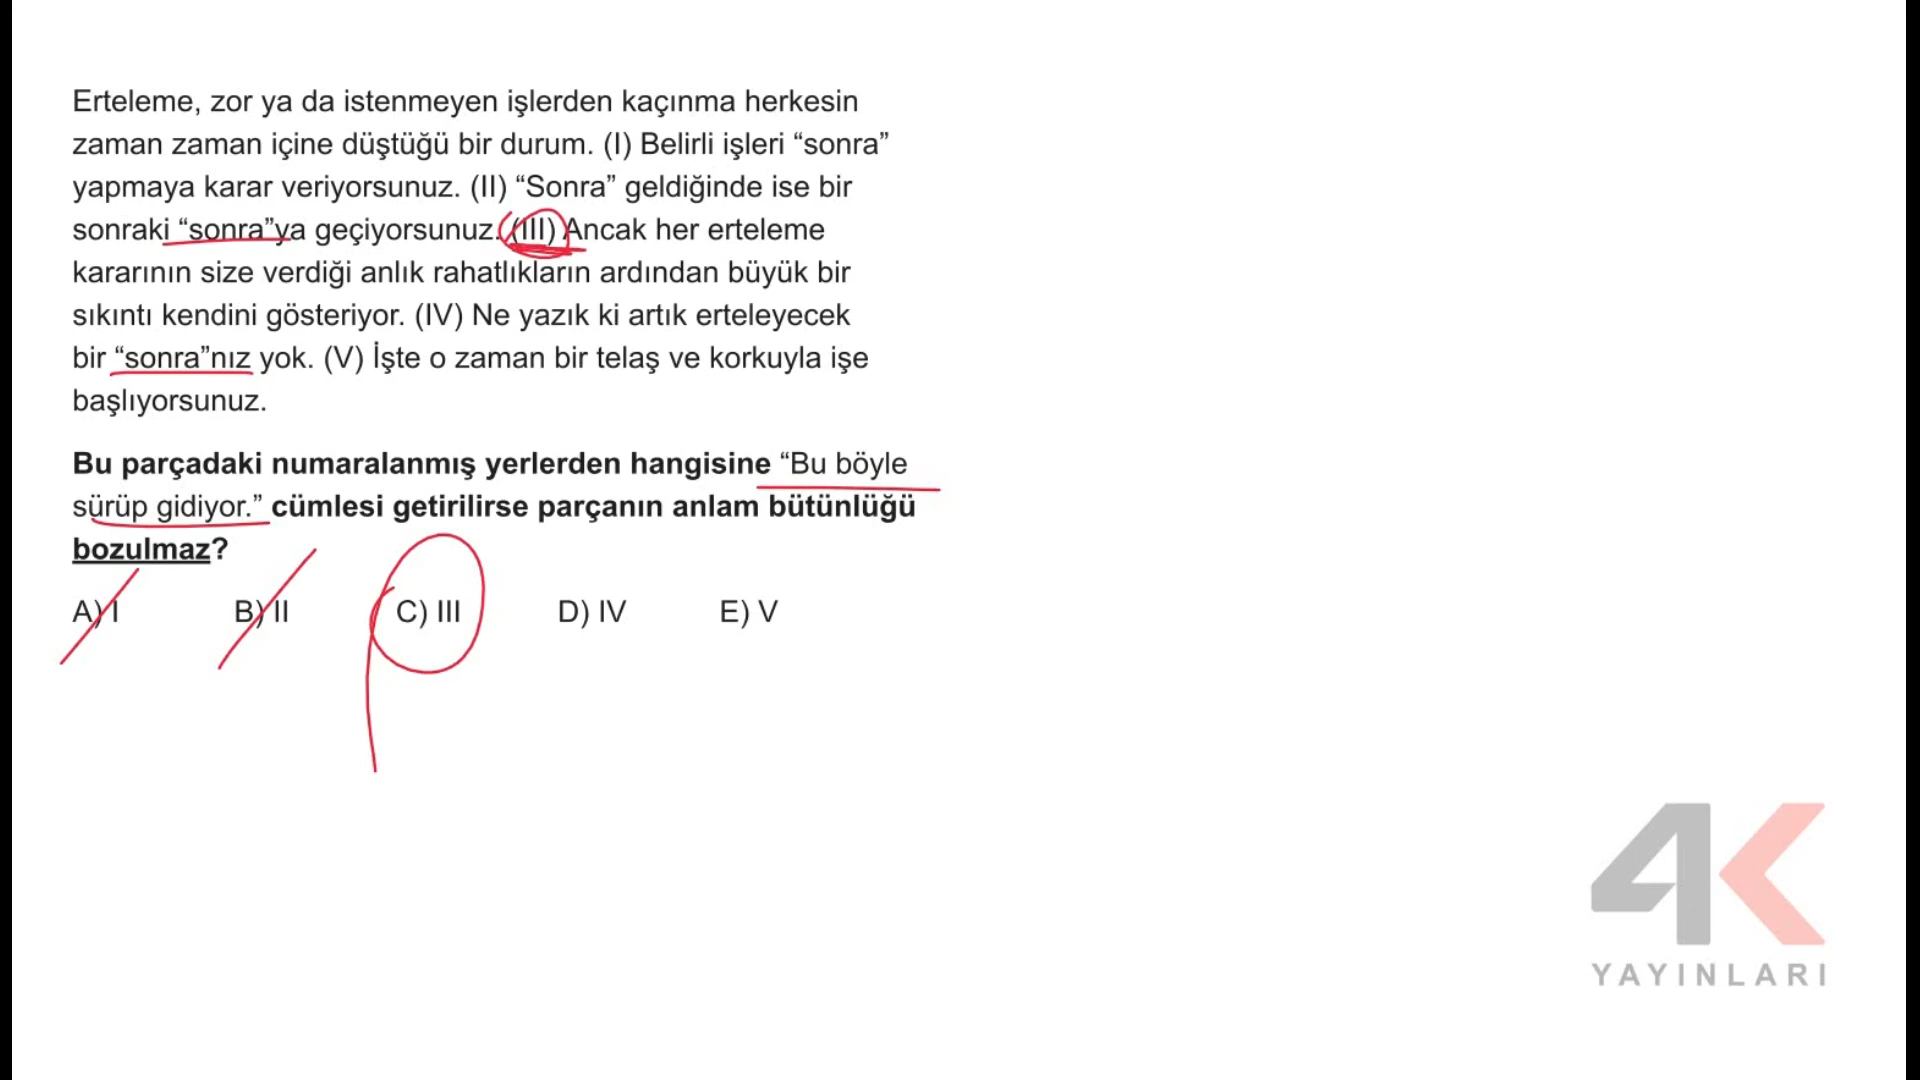 Erteleme, zor ya da istenmeyen işlerden kaçınma herkesin
zaman zaman içine düştüğü bir durum. (I) Belirli işleri “sonra”
yapmaya karar veriyorsunuz. (II) “Sonra” geldiğinde ise bir
sonraki “sonra”ya geçiyorsunuz. (III) Ancak her erteleme
kararının size verdiği anlık rahatlıkların ardından büyük bir
sıkıntı kendini gösteriyor. (IV) Ne yazık ki artık erteleyecek
bir “sonra”nız yok. (V) İşte o zaman bir telaş ve korkuyla işe
başlıyorsunuz.
Bu parçadaki numaralanmış yerlerden hangisine “Bu böyle
sürüp gidiyor.” cümlesi getirilirse parçanın anlam bütünlüğü
bozulmaz?
A) I B) II C) III D) IV E) V
4K
YAYINLARI